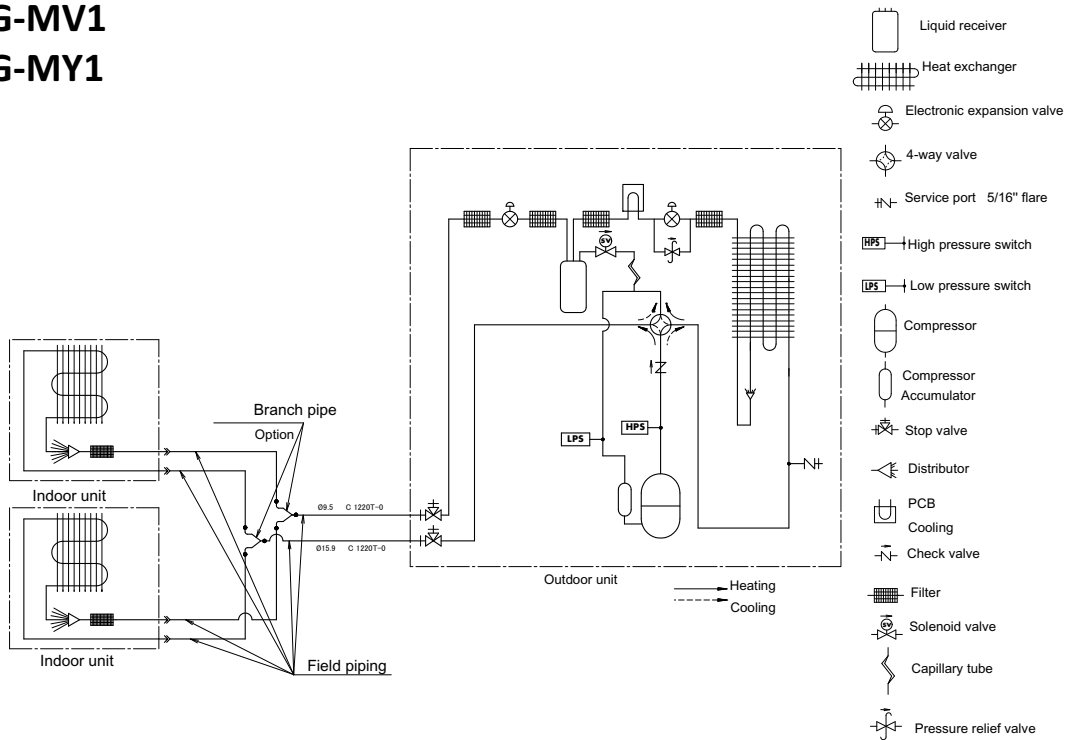 G-MV1
G-MY1
Liquid receiver
Heat exchanger
Electronic expansion valve
4-way valve
Service port 5/16" flare
HPS High pressure switch
LPS Low pressure switch
Compressor
Compressor
Accumulator
Stop valve
Distributor
PCB
Cooling
Check valve
Filter
SV Solenoid valve
Capillary tube
Pressure relief valve
SV
LPS
HPS
Branch pipe
Option
Indoor unit
Ø9.5 C 1220T-0
Ø15.9 C 1220T-0
Outdoor unit
Heating
Cooling
Indoor unit
Field piping